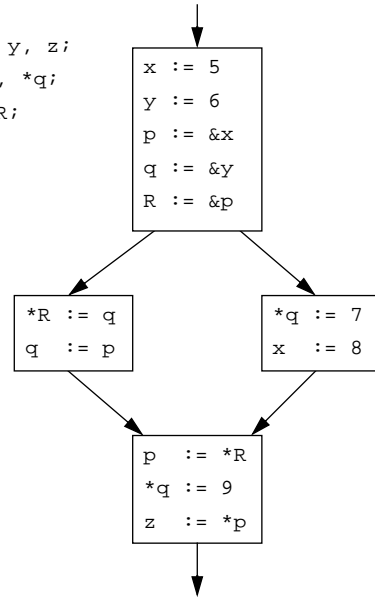 y, z;
, *q;
R;
x := 5
y := 6
p := &x
q := &y
R := &p
*R := q
q := p
*q := 7
x := 8
p := *R
*q := 9
z := *p